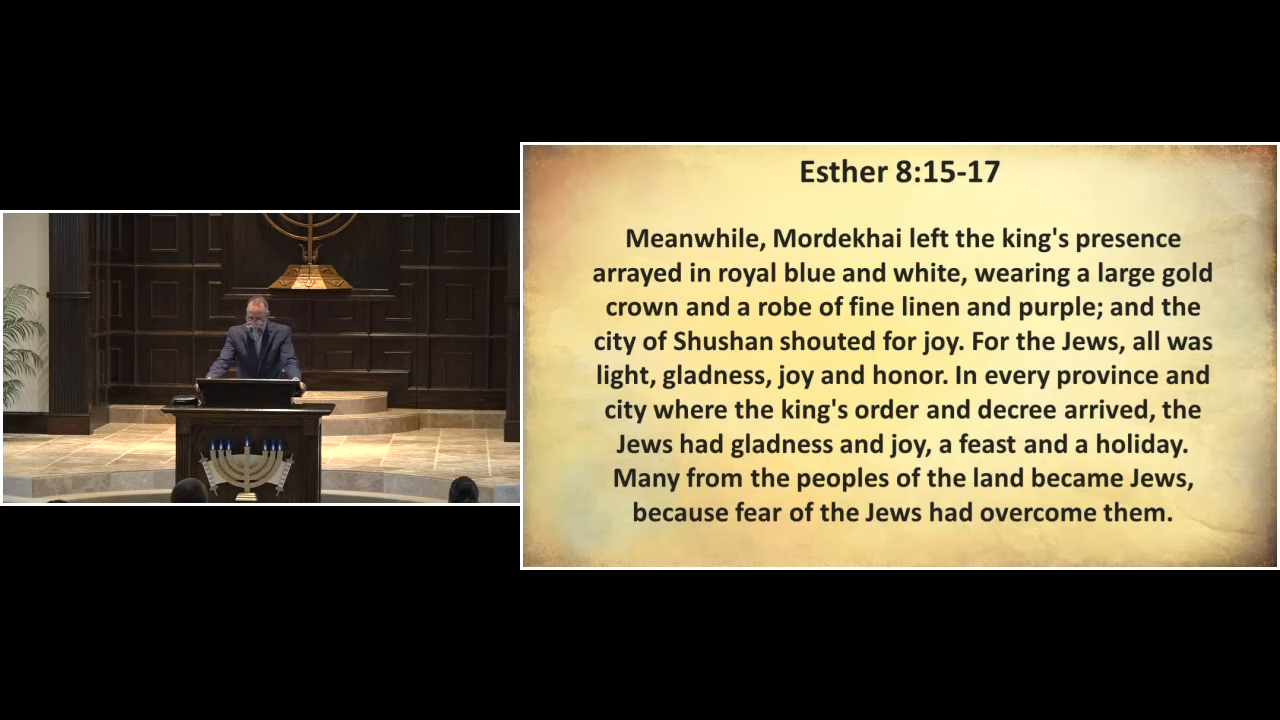 Esther 8:15-17
Meanwhile, Mordekhai left the king's presence
arrayed in royal blue and white, wearing a large gold
crown and a robe of fine linen and purple; and the
city of Shushan shouted for joy. For the Jews, all was
light, gladness, joy and honor. In every province and
city where the king's order and decree arrived, the
Jews had gladness and joy, a feast and a holiday.
Many from the peoples of the land became Jews,
because fear of the Jews had overcome them.